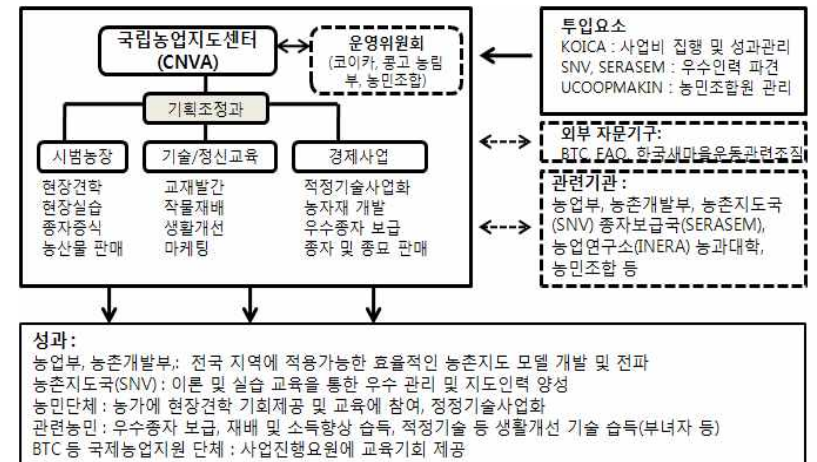 국립농업지도센터
(CNVA)
운영위원회
(코이카, 콩고 농림
부, 농민조합)
기획조정과
시범농장
기술/정신교육
경제사업
현장견학
현장실습
종자증식
농산물 판매
교재발간
작물재배
생활개선
마케팅
적정기술사업화
농자재 개발
우수종자 보급
종자 및 종묘 판매
투입요소
KOICA : 사업비 집행 및 성과관리
SNV, SERASEM : 우수인력 파견
UCOOPMAKIN : 농민조합원 관리
외부 자문기구:
BTC, FAO, 한국새마을운동관련조직
관련기관 :
농업부, 농촌개발부, 농촌지도국
(SNV) 종자보급국(SERASEM),
농업연구소(INERA) 농과대학,
농민조합 등
성과 :
농업부, 농촌개발부,: 전국 지역에 적용가능한 효율적인 농촌지도 모델 개발 및 전파
농촌지도국(SNV) : 이론 및 실습 교육을 통한 우수 관리 및 지도인력 양성
농민단체 : 농가에 현장견학 기회제공 및 교육에 참여, 정정기술사업화
관련농민 : 우수종자 보급, 재배 및 소득향상 습득, 적정기술 등 생활개선 기술 습득(부녀자 등)
BTC 등 국제농업지원 단체 : 사업진행요원에 교육기회 제공